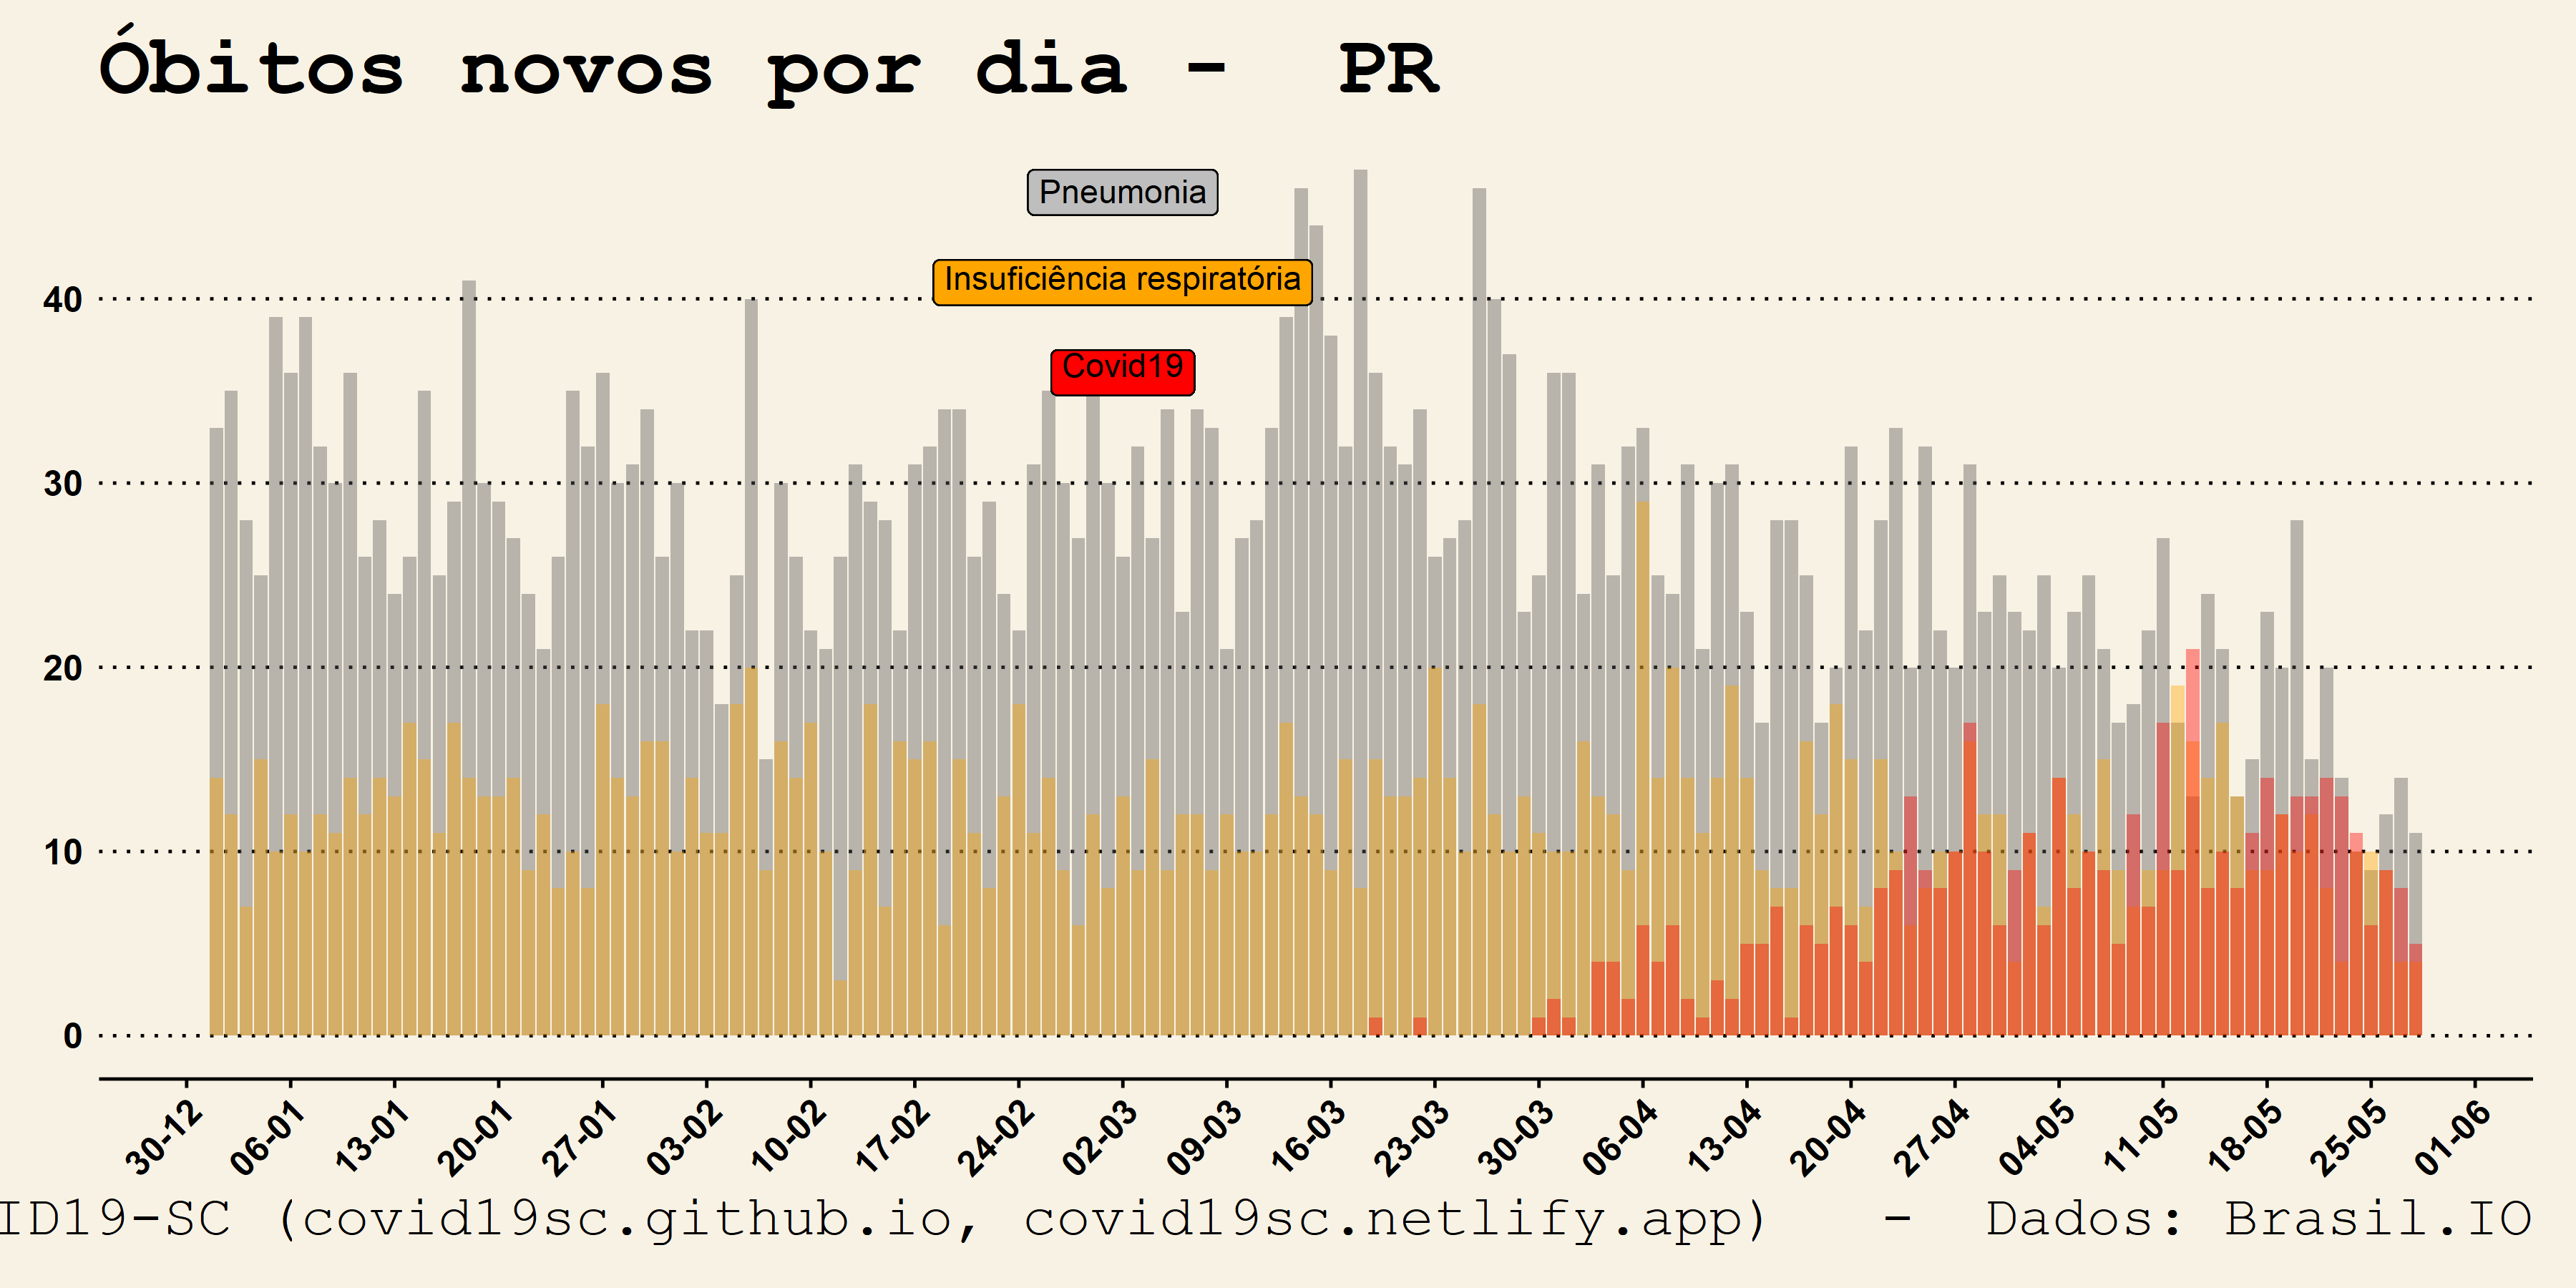 Óbitos novos por dia - PR
Pneumonia
Insuficiência respiratória
Covid19
40
30
20
10
0
30-12 06-01 13-01 20-01 27-01 03-02 10-02 17-02 24-02 02-03 09-03 16-03 23-03 30-03 06-04 13-04 20-04 27-04 04-05 11-05 18-05 25-05 01-06
ID19-SC (covid19sc.github.io, covid19sc.netlify.app) - Dados: Brasil.IO